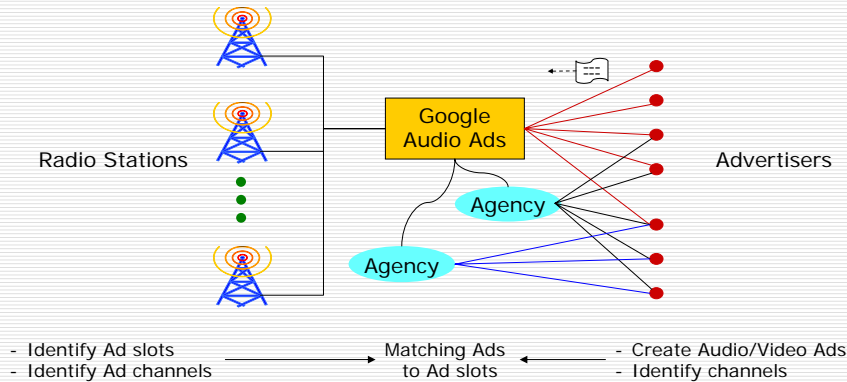 Google
Audio Ads
Radio Stations
Advertisers
Agency
Agency
- Identify Ad slots
- Identify Ad channels
Matching Ads
to Ad slots
- Create Audio/Video Ads
- Identify channels